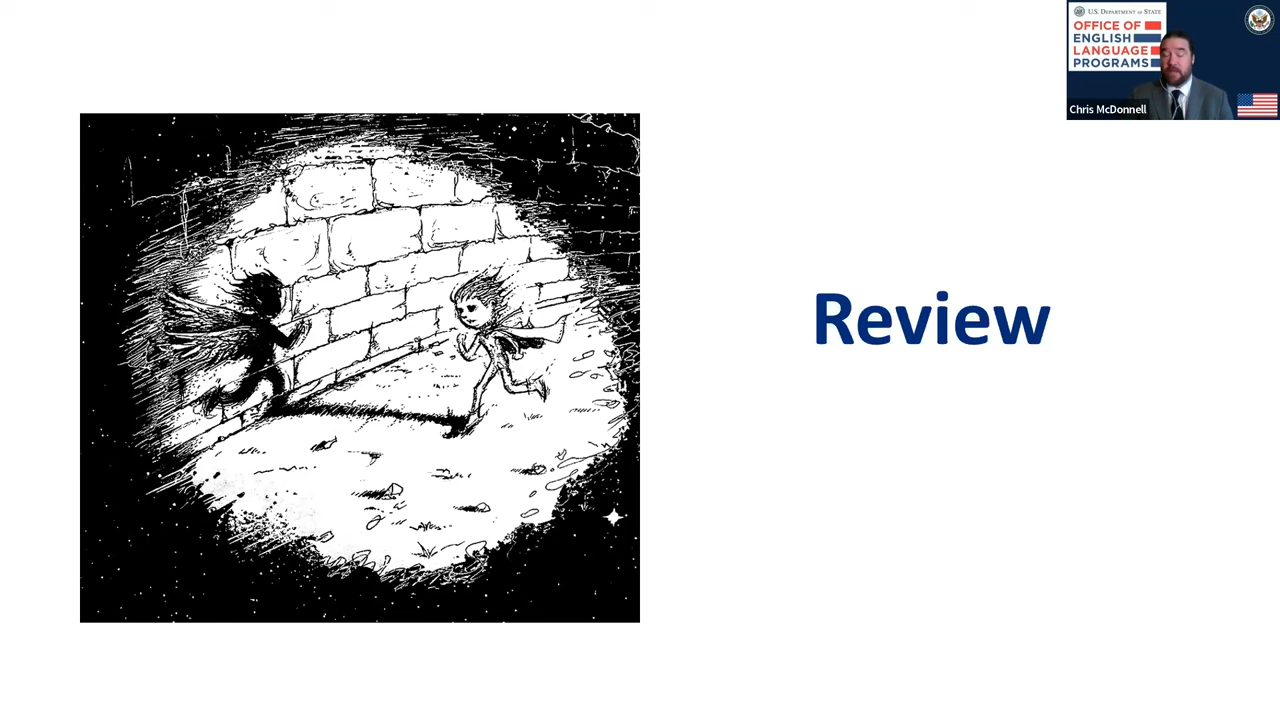 U.S. DEPARTMENT of STATE
OFFICE OF
ENGLISH
LANGUAGE
PROGRAMS
Chris McDonnell
Review